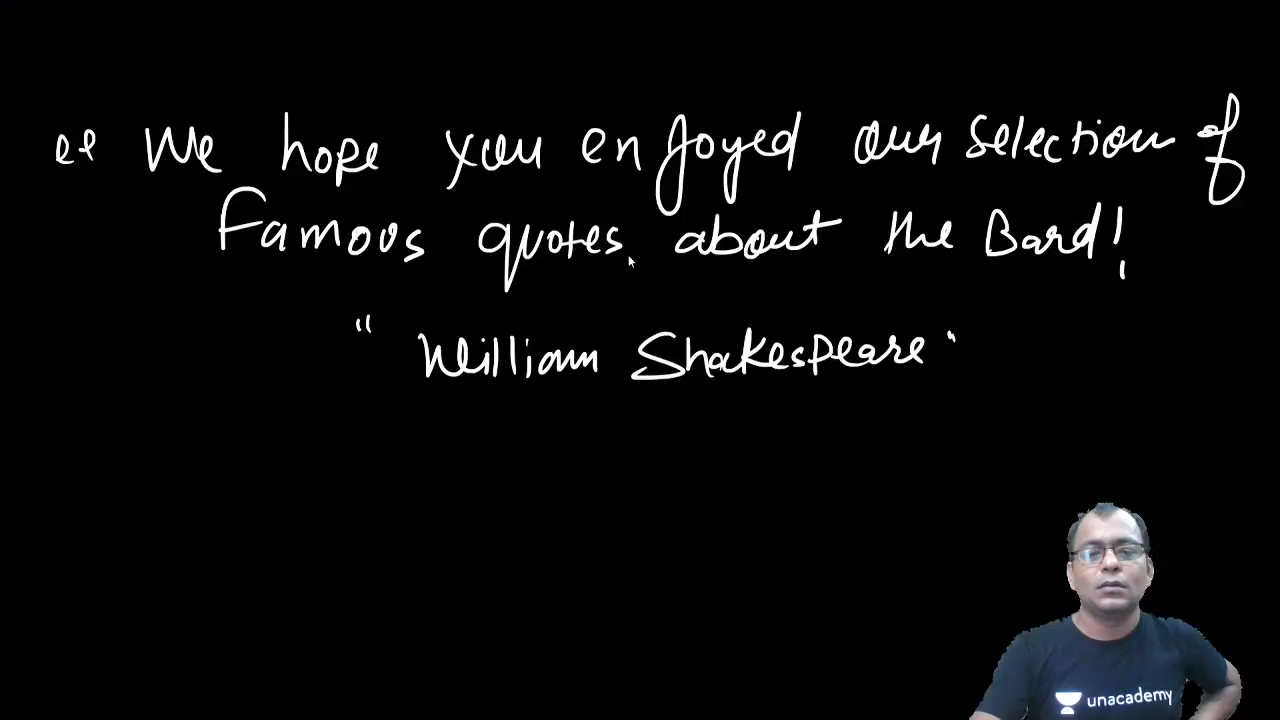 "We hope you enjoyed our selection of
famous quotes about the Bard!
"William Shakespeare"
unacademy